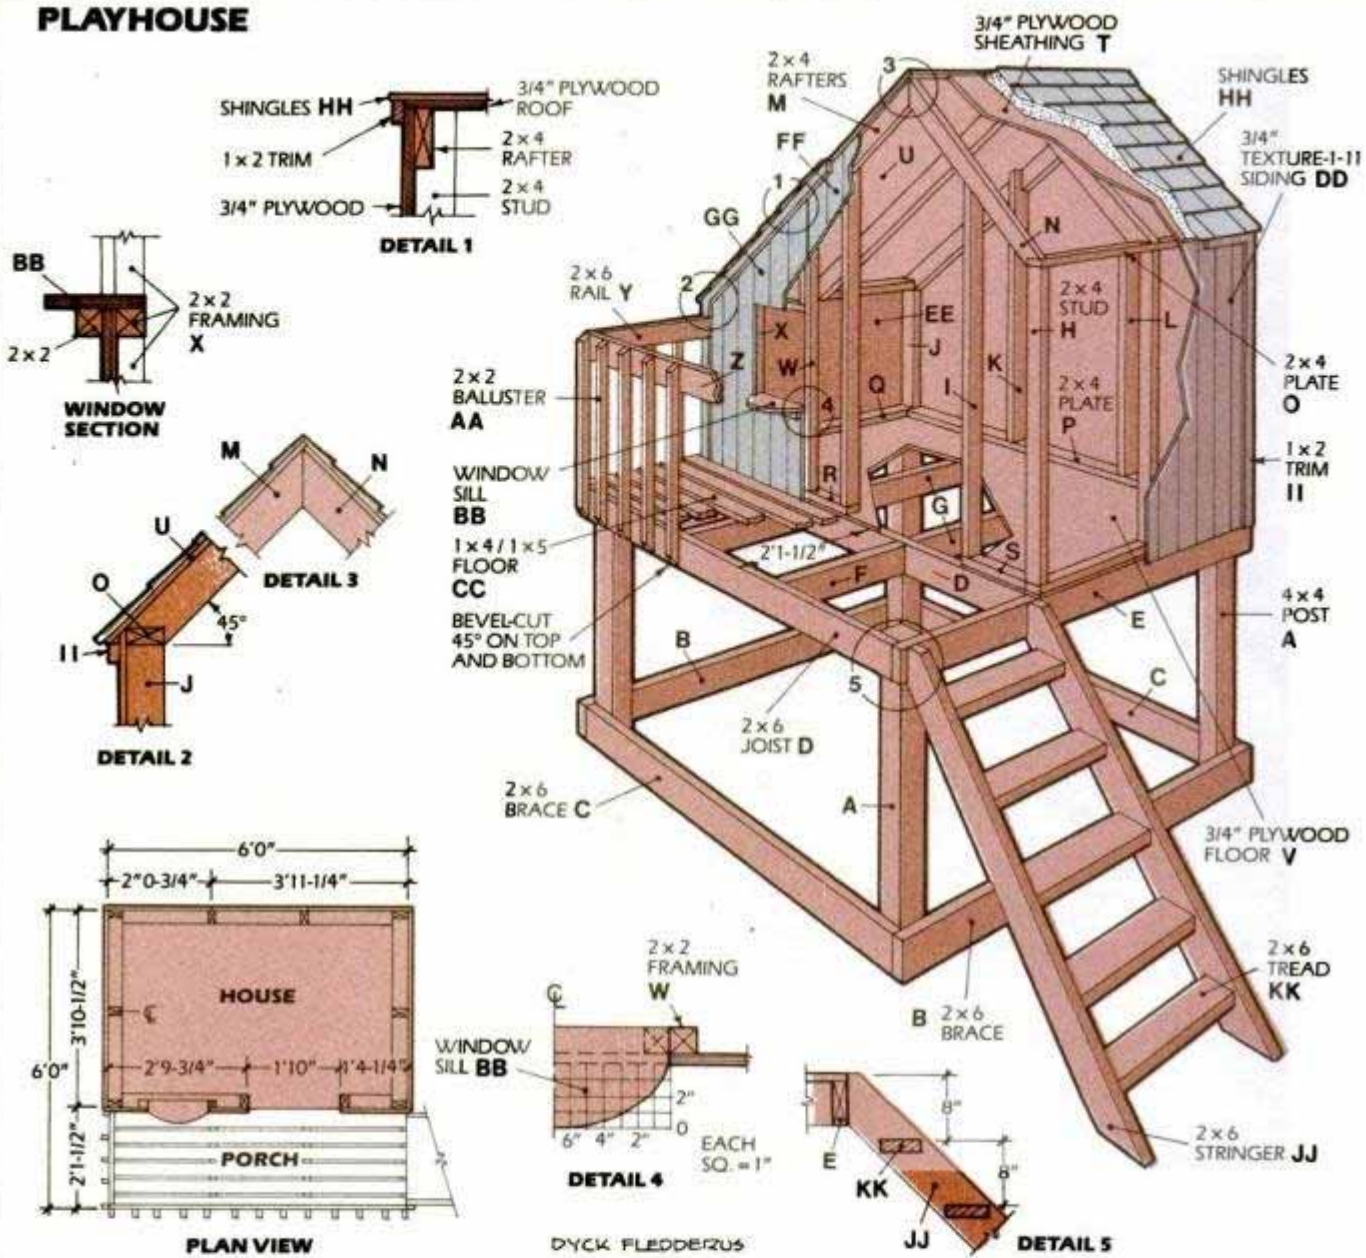 PLAYHOUSE
3/4" PLYWOOD
SHEATHING T
2 × 4
RAFTERS
M
3
SHINGLES
HH
SHINGLES HH
3/4" PLYWOOD
ROOF
1 × 2 TRIM
2 × 4
RAFTER
3/4" PLYWOOD
2 × 4
STUD
DETAIL 1
FF
U
3/4"
TEXTURE-1-11
SIDING DD
1
GG
N
BB
2 × 2
FRAMING
X
2 × 2
WINDOW
SECTION
2 × 6
RAIL Y
2
X
EE
J
2 × 4
STUD
H
L
Z
W
K
I
Q
4
2 × 4
PLATE
P
2 × 4
PLATE
O
2 × 2
BALUSTER
AA
1 × 2
TRIM
II
M
N
DETAIL 3
WINDOW
SILL
BB
R
G
S
1 × 4 / 1 × 5
FLOOR
CC
2'1-1/2"
F
D
E
BEVEL-CUT
45° ON TOP
AND BOTTOM
B
5
4 × 4
POST
A
U
O
45°
II
J
DETAIL 2
C
2 × 6
JOIST D
2 × 6
BRACE C
A
3/4" PLYWOOD
FLOOR V
6'0"
2"0-3/4"
3'11-1/4"
6'0"
3'10-1/2"
HOUSE
℄
2'9-3/4"
1'10"
1'4-1/4"
2'1-1/2"
PORCH
PLAN VIEW
2 × 2
FRAMING
W
℄
WINDOW
SILL BB
2"
0
6" 4" 2"
EACH
SQ. = 1"
DETAIL 4
DYCK FLEDDERUS
B 2 × 6
BRACE
2 × 6
TREAD
KK
2 × 6
STRINGER JJ
8"
E
KK
8"
JJ
DETAIL 5